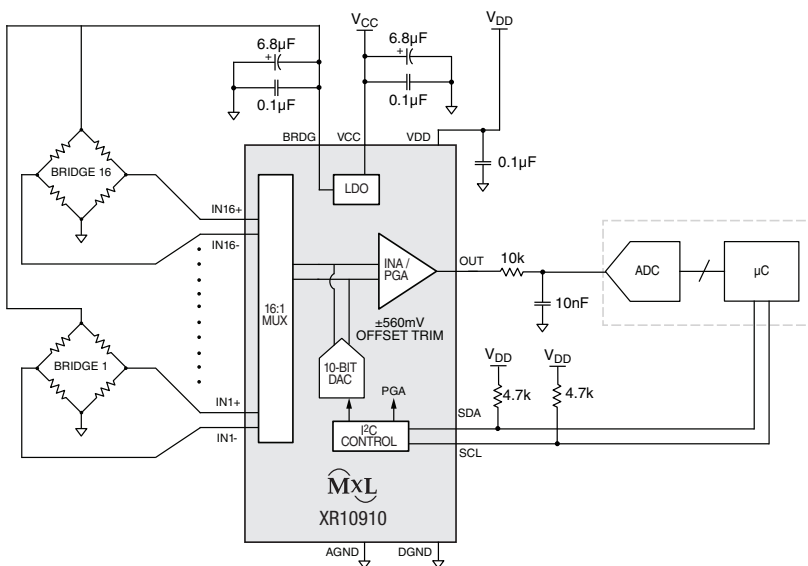 VCC
VDD
6.8µF
+
0.1µF
6.8µF
+
0.1µF
BRDG
VCC
VDD
0.1µF
LDO
BRIDGE 16
IN16+
IN16-
16:1
MUX
INA /
PGA
OUT
10k
10nF
ADC
µC
±560mV
OFFSET TRIM
10-BIT
DAC
PGA
I2C
CONTROL
VDD
4.7k
VDD
4.7k
SDA
SCL
BRIDGE 1
IN1+
IN1-
MXL
XR10910
AGND
DGND